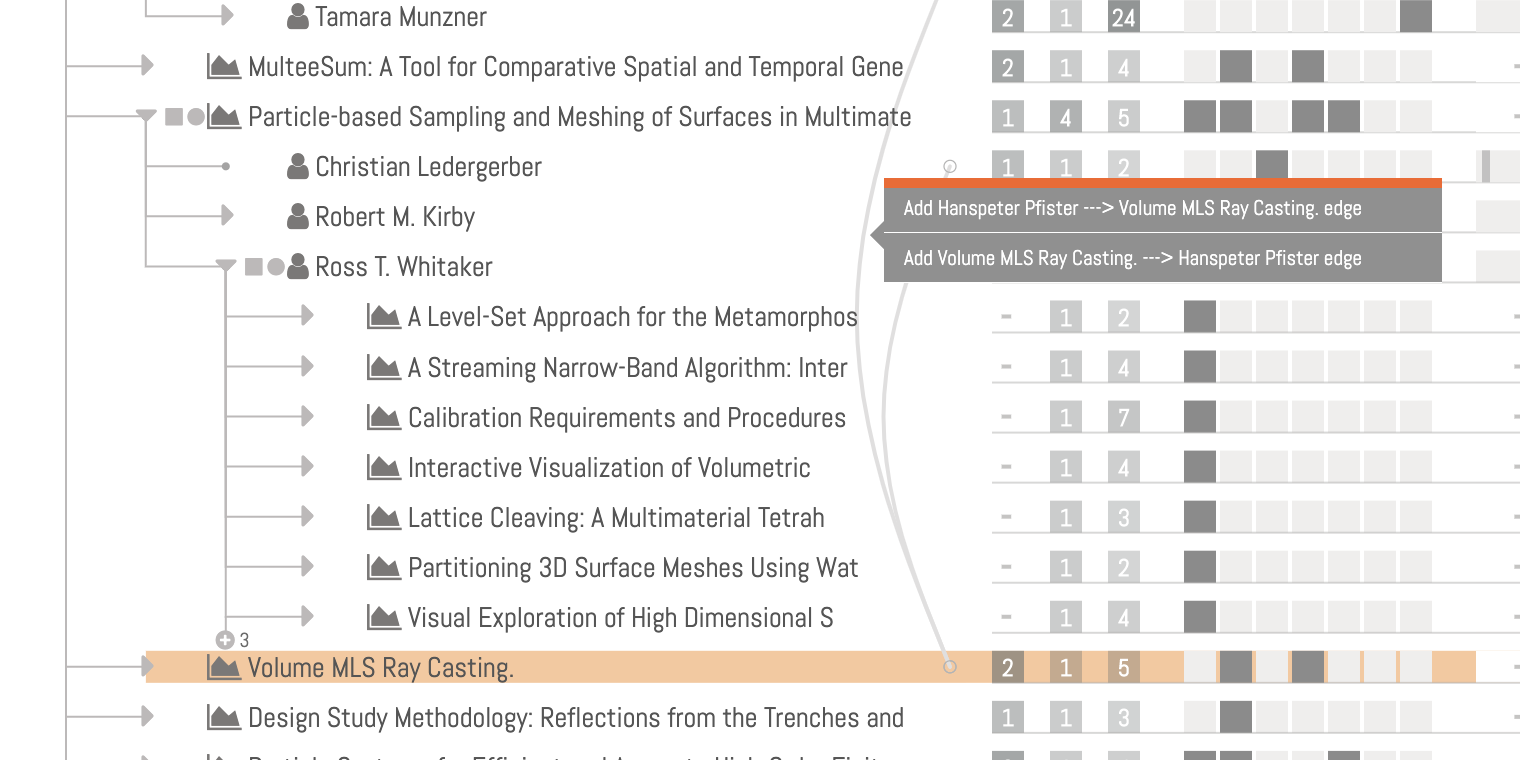 Tamara Munzner 2 1 24
MulteeSum: A Tool for Comparative Spatial and Temporal Gene 2 1 4 -
Particle-based Sampling and Meshing of Surfaces in Multimate 1 4 5 -
Christian Ledergerber 1 1 2
Add Hanspeter Pfister ---> Volume MLS Ray Casting. edge
Robert M. Kirby
Add Volume MLS Ray Casting. ---> Hanspeter Pfister edge
Ross T. Whitaker
A Level-Set Approach for the Metamorphos - 1 2 -
A Streaming Narrow-Band Algorithm: Inter - 1 4 -
Calibration Requirements and Procedures - 1 7 -
Interactive Visualization of Volumetric - 1 4 -
Lattice Cleaving: A Multimaterial Tetrah - 1 3 -
Partitioning 3D Surface Meshes Using Wat - 1 2 -
Visual Exploration of High Dimensional S - 1 4 -
3
Volume MLS Ray Casting. 2 1 5 -
Design Study Methodology: Reflections from the Trenches and 1 1 3 -